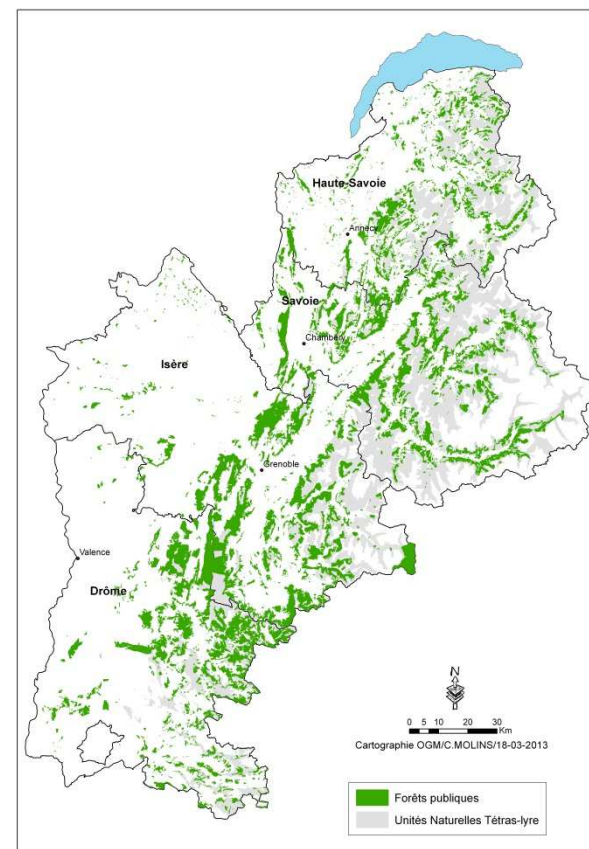 Haute-Savoie
Annecy
Savoie
Chambéry
Isère
Grenoble
Valence
Drôme
N
0 5 10 20 30
Km
Cartographie OGM/C.MOLINS/18-03-2013
Forêts publiques
Unités Naturelles Tétras-lyre